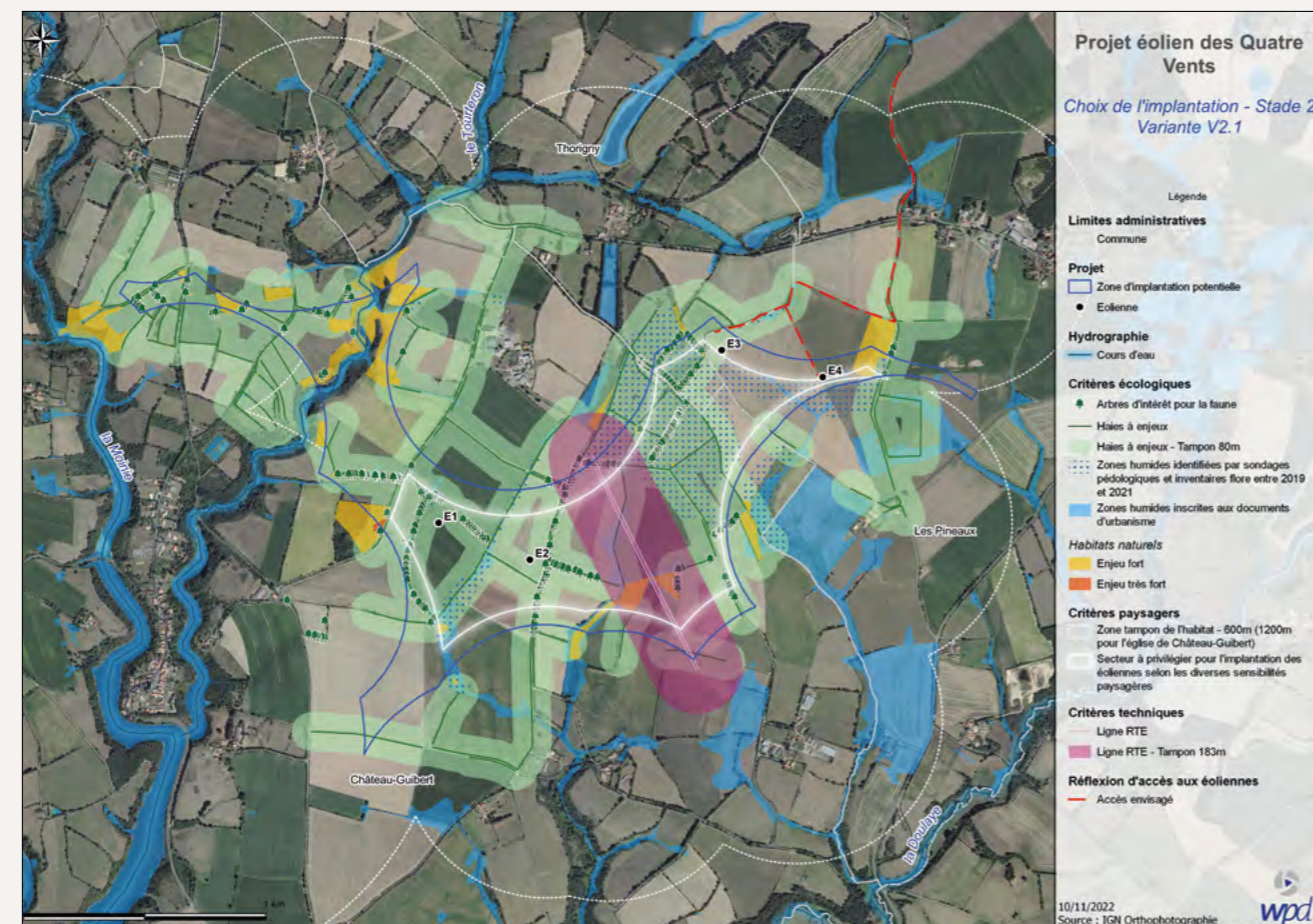 Projet éolien des Quatre
Vents
Choix de l'implantation - Stade 2
Variante V2.1
Légende
Limites administratives
Commune
Projet
Zone d'implantation potentielle
Eolienne
Hydrographie
Cours d'eau
Critères écologiques
Arbres d'intérêt pour la faune
Haies à enjeux
Haies à enjeux - Tampon 80m
Zones humides identifiées par sondages
pédologiques et inventaires flore entre 2019
et 2021
Zones humides inscrites aux documents
d'urbanisme
Habitats naturels
Enjeu fort
Enjeu très fort
Critères paysagers
Zone tampon de l'habitat - 600m (1200m
pour l'église de Château-Guibert)
Secteur à privilégier pour l'implantation des
éoliennes selon les diverses sensibilités
paysagères
Critères techniques
Ligne RTE
Ligne RTE - Tampon 183m
Réflexion d'accès aux éoliennes
Accès envisagé
10/11/2022
Source : IGN Orthophotographie
wpd
le Tourteron
Thorigny
E3
E4
la Moinie
E1
E2
Les Pineaux
Château-Guibert
la Doulaye
1 km